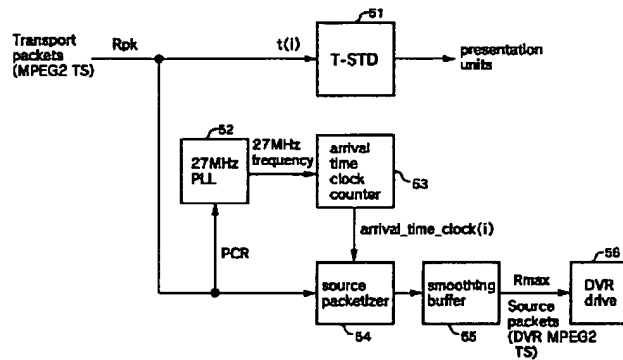 51
Transport
packets
(MPEG2 TS)
Rpk
t(i)
T-STD
presentation
units
52
27MHz
frequency
27MHz
PLL
arrival
time
clock
counter
53
arrival_time_clock(i)
PCR
source
packetizer
54
smoothing
buffer
55
Rmax
Source
packets
(DVR MPEG2
TS)
56
DVR
drive